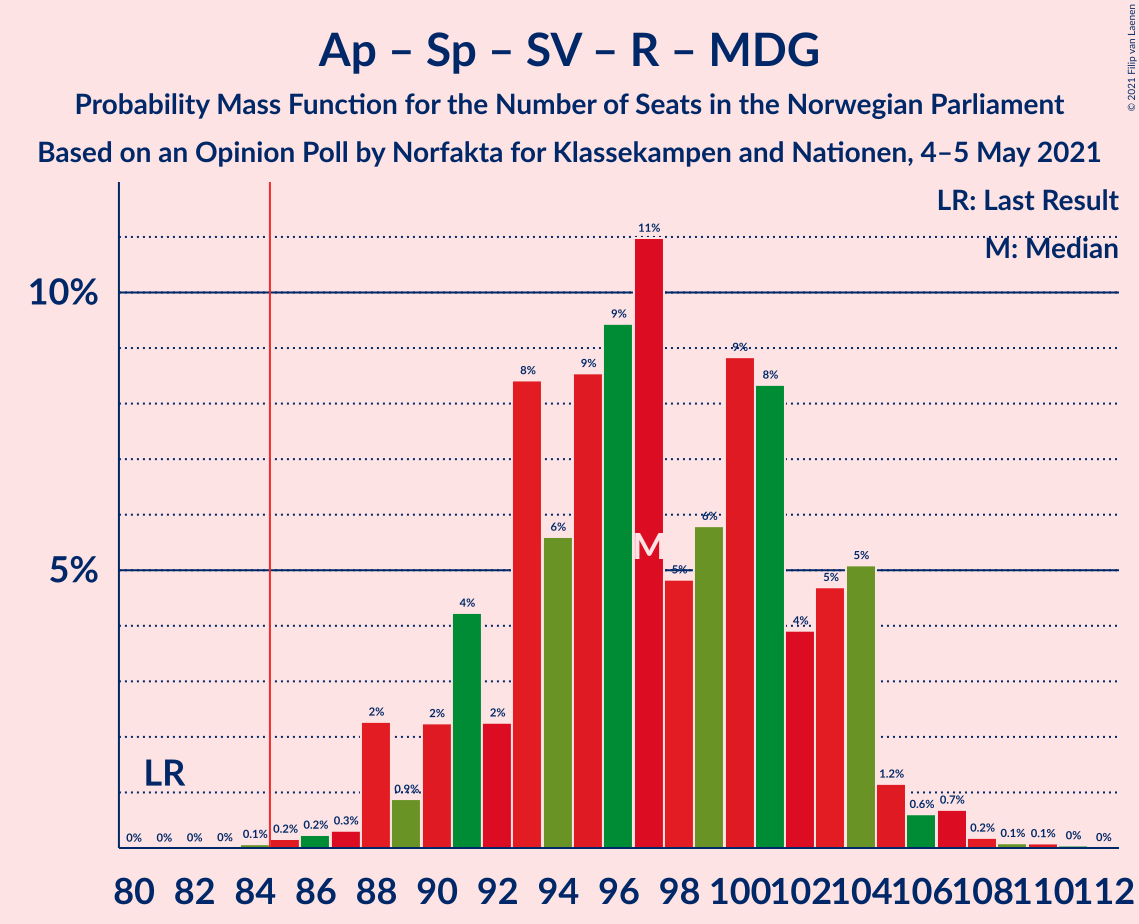 Ap – Sp – SV – R – MDG
Probability Mass Function for the Number of Seats in the Norwegian Parliament
Based on an Opinion Poll by Norfakta for Klassekampen and Nationen, 4–5 May 2021
© 2021 Filip van Laenen
LR: Last Result
M: Median
10%
5%
LR
M
0% 0% 0% 0% 0.1% 0.2% 0.2% 0.3% 2% 0.9% 2% 4% 2% 8% 6% 9% 9% 11% 5% 6% 9% 8% 4% 5% 5% 1.2% 0.6% 0.7% 0.2% 0.1% 0.1% 0% 0%
80 82 84 86 88 90 92 94 96 98 100 102 104 106 108 110 112